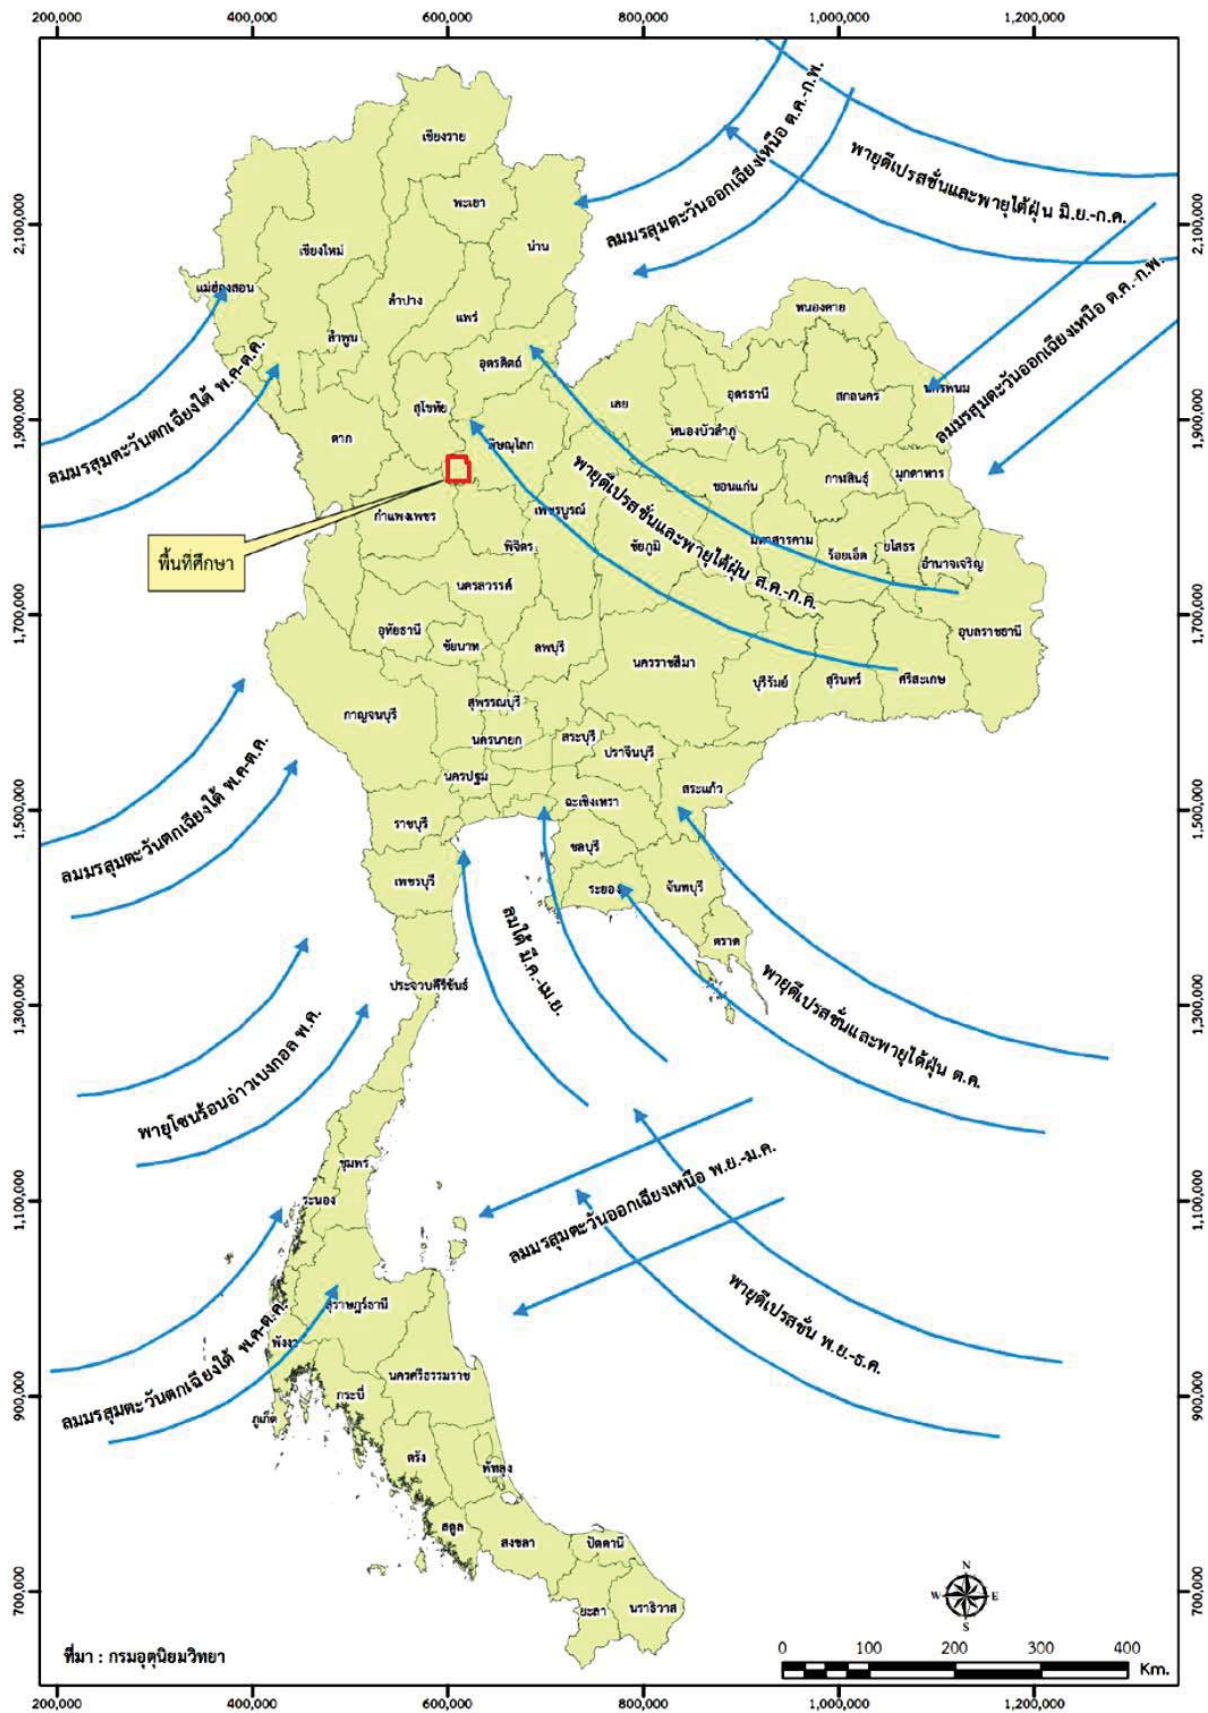 200,000 400,000 600,000 800,000 1,000,000 1,200,000
ลมมรสุมตะวันออกเฉียงเหนือ ต.ค.-ก.พ.
พายุดีเปรสชั่นและพายุไต้ฝุ่น มิ.ย.-ก.ค.
เชียงราย
พะเยา
2,100,000
2,100,000
น่าน
เชียงใหม่
แม่ฮ่องสอน
ลำปาง
แพร่
ลำพูน
หนองคาย
ลมมรสุมตะวันออกเฉียงเหนือ ต.ค.-ก.พ.
ลมมรสุมตะวันตกเฉียงใต้ พ.ค-ต.ค.
อุตรดิตถ์
อุดรธานี
สกลนคร
นครพนม
เลย
สุโขทัย
1,900,000
1,900,000
หนองบัวลำภู
ตาก
พิษณุโลก
ขอนแก่น
กาฬสินธุ์
มุกดาหาร
พายุดีเปรสชั่นและพายุไต้ฝุ่น ส.ค.-ก.ค.
กำแพงเพชร
เพชรบูรณ์
พิจิตร
ชัยภูมิ
มหาสารคาม
ร้อยเอ็ด
ยโสธร
อำนาจเจริญ
พื้นที่ศึกษา
นครสวรรค์
1,700,000
1,700,000
อุทัยธานี
ชัยนาท
ลพบุรี
อุบลราชธานี
นครราชสีมา
บุรีรัมย์
สุรินทร์
ศรีสะเกษ
สุพรรณบุรี
กาญจนบุรี
นครนายก
สระบุรี
ปราจีนบุรี
นครปฐม
สระแก้ว
ลมมรสุมตะวันตกเฉียงใต้ พ.ค-ต.ค.
ฉะเชิงเทรา
1,500,000
1,500,000
ราชบุรี
ชลบุรี
เพชรบุรี
ระยอง
จันทบุรี
ตราด
ลมใต้ มี.ค.-เม.ย.
ประจวบคีรีขันธ์
พายุดีเปรสชั่นและพายุไต้ฝุ่น ต.ค.
1,300,000
1,300,000
พายุโซนร้อนอ่าวเบงกอล พ.ค.
ชุมพร
ระนอง
ลมมรสุมตะวันออกเฉียงเหนือ พ.ย.-ม.ค.
1,100,000
1,100,000
พายุดีเปรสชั่น พ.ย.-ธ.ค.
สุราษฎร์ธานี
ลมมรสุมตะวันตกเฉียงใต้ พ.ค-ต.ค.
พังงา
นครศรีธรรมราช
กระบี่
900,000
900,000
ภูเก็ต
ตรัง
พัทลุง
สตูล
สงขลา
ปัตตานี
700,000
700,000
ยะลา
นราธิวาส
N
W E
S
ที่มา : กรมอุตุนิยมวิทยา
0 100 200 300 400
Km.
200,000 400,000 600,000 800,000 1,000,000 1,200,000